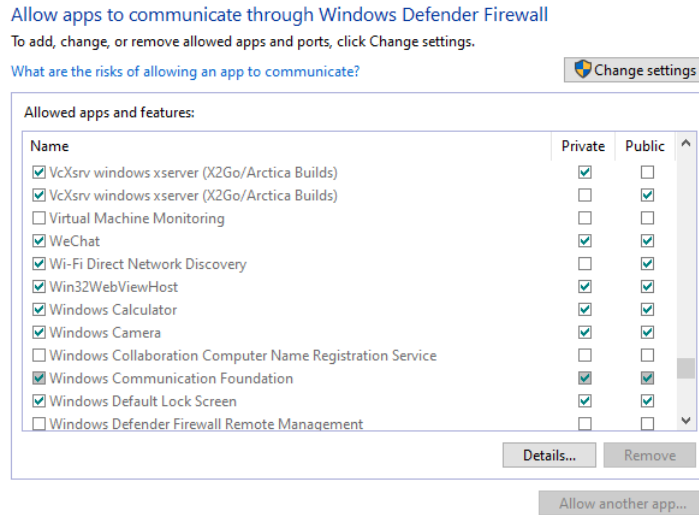 Allow apps to communicate through Windows Defender Firewall
To add, change, or remove allowed apps and ports, click Change settings.
What are the risks of allowing an app to communicate?
Change settings
Allowed apps and features:
Name Private Public
VcXsrv windows xserver (X2Go/Arctica Builds)
VcXsrv windows xserver (X2Go/Arctica Builds)
Virtual Machine Monitoring
WeChat
Wi-Fi Direct Network Discovery
Win32WebViewHost
Windows Calculator
Windows Camera
Windows Collaboration Computer Name Registration Service
Windows Communication Foundation
Windows Default Lock Screen
Windows Defender Firewall Remote Management
Details... Remove
Allow another app...